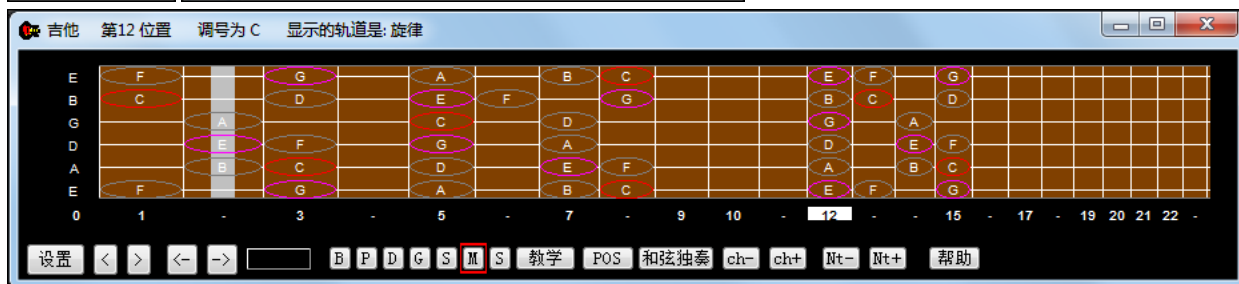 吉他 第12 位置 调号为 C 显示的轨道是: 旋律
E F G A B C E F G
B C D E F G B C D
G A C D G A
D E F G A D E F
A B C D E F A B C
E F G A B C E F G
0 1 - 3 - 5 - 7 - 9 10 - 12 - - 15 - 17 - 19 20 21 22 -
设置 < > <- -> B P D G S M S 教学 POS 和弦独奏 ch- ch+ Nt- Nt+ 帮助